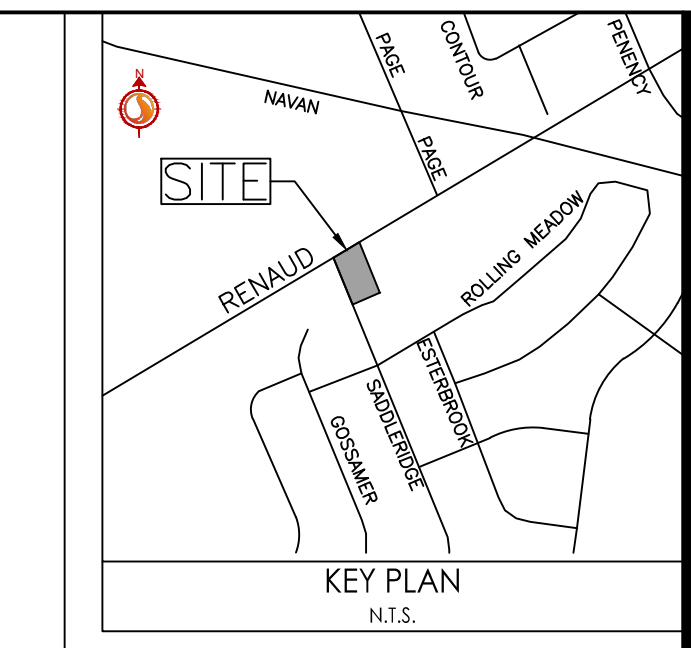 PAGE
CONTOUR
PENENCY
N
NAVAN
PAGE
SITE
ROLLING MEADOW
RENAUD
ESTERBROOK
SADDLERIDGE
GOSSAMER
KEY PLAN
N.T.S.